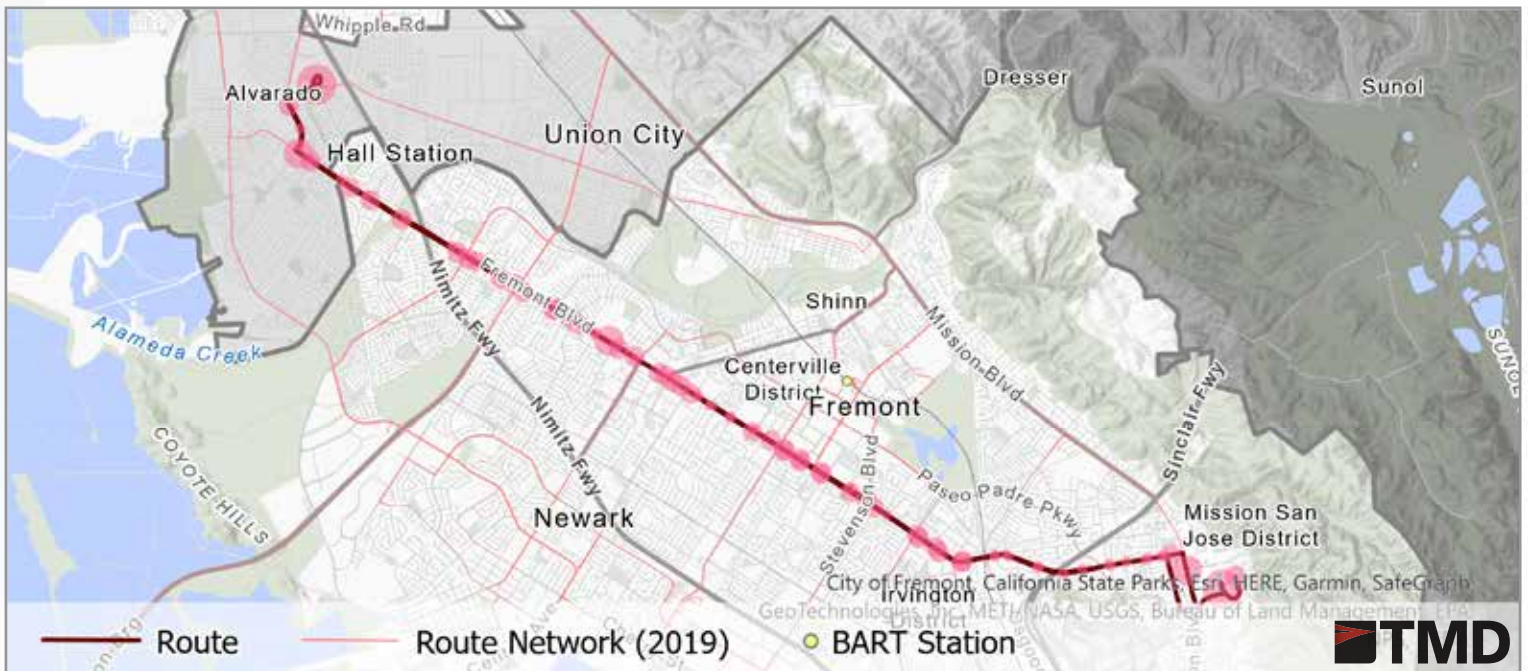 Whipple Rd
Dresser
Sunol
Alvarado
Union City
Hall Station
Alameda Creek
Nimitz Fwy
Fremont Blvd
Shinn
Mission Blvd
SUNOL
Centerville
District
Fremont
Nimitz Fwy
Sinclair Fwy
COYOTE HILLS
Stevenson Blvd
Paseo Padre Pkwy
Newark
Mission San
Jose District
City of Fremont, California State Parks, Esri, HERE, Garmin, SafeGraph,
Irvington
District
GeoTechnologies, Inc, METI/NASA, USGS, Bureau of Land Management, EPA,
Route
Route Network (2019)
BART Station
TMD